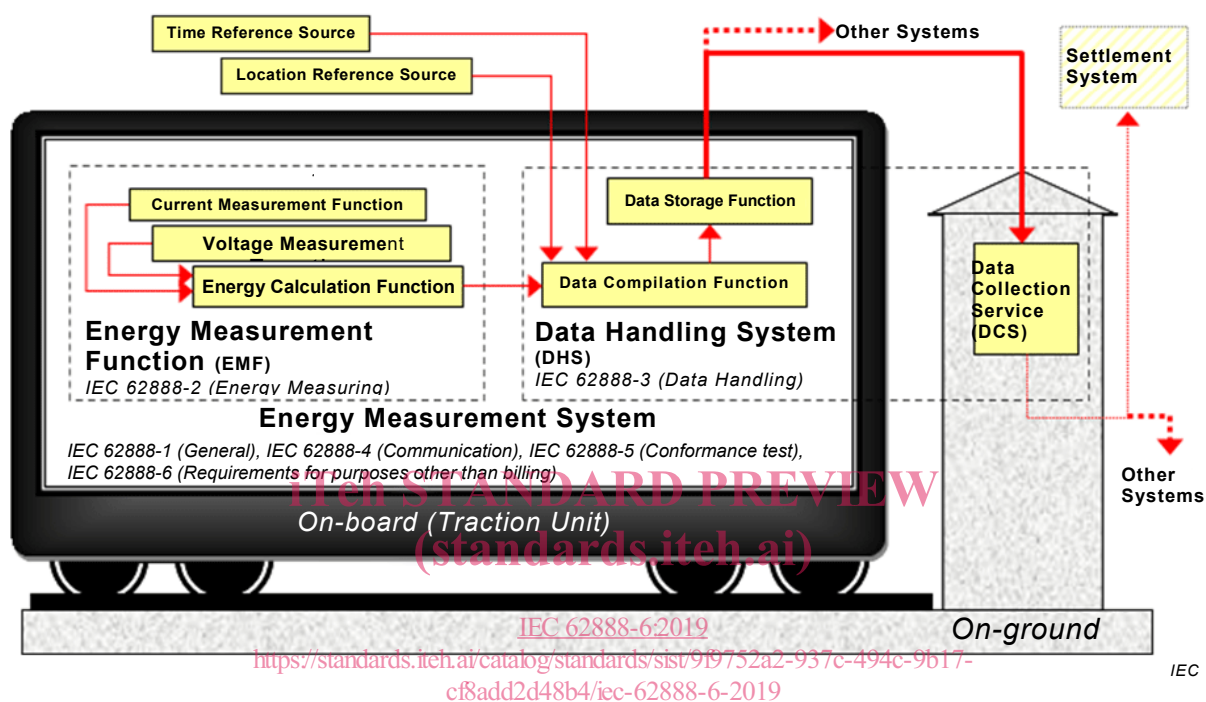 Time Reference Source
Other Systems
Location Reference Source
Settlement
System
Current Measurement Function
Data Storage Function
Voltage Measurement
Energy Calculation Function
Data Compilation Function
Data
Collection
Service
(DCS)
Energy Measurement
Function (EMF)
IEC 62888-2 (Energy Measuring)
Data Handling System
(DHS)
IEC 62888-3 (Data Handling)
Energy Measurement System
IEC 62888-1 (General), IEC 62888-4 (Communication), IEC 62888-5 (Conformance test),
IEC 62888-6 (Requirements for purposes other than billing)
iTeh STANDARD PREVIEW
Other
Systems
On-board (Traction Unit)
(standards.iteh.ai)
IEC 62888-6:2019
On-ground
https://standards.iteh.ai/catalog/standards/sist/9f9752a2-937c-494c-9b17-
cf8add2d48b4/iec-62888-6-2019
IEC